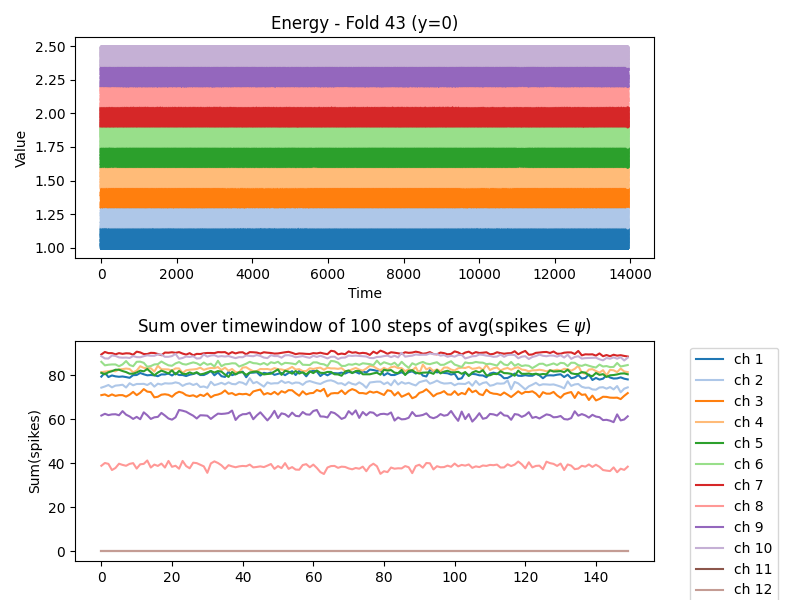 Energy - Fold 43 (y=0)
Value
2.50
2.25
2.00
1.75
1.50
1.25
1.00
0 2000 4000 6000 8000 10000 12000 14000
Time
Sum over timewindow of 100 steps of avg(spikes ∈ ψ)
Sum(spikes)
80
60
40
20
0
0 20 40 60 80 100 120 140
ch 1
ch 2
ch 3
ch 4
ch 5
ch 6
ch 7
ch 8
ch 9
ch 10
ch 11
ch 12